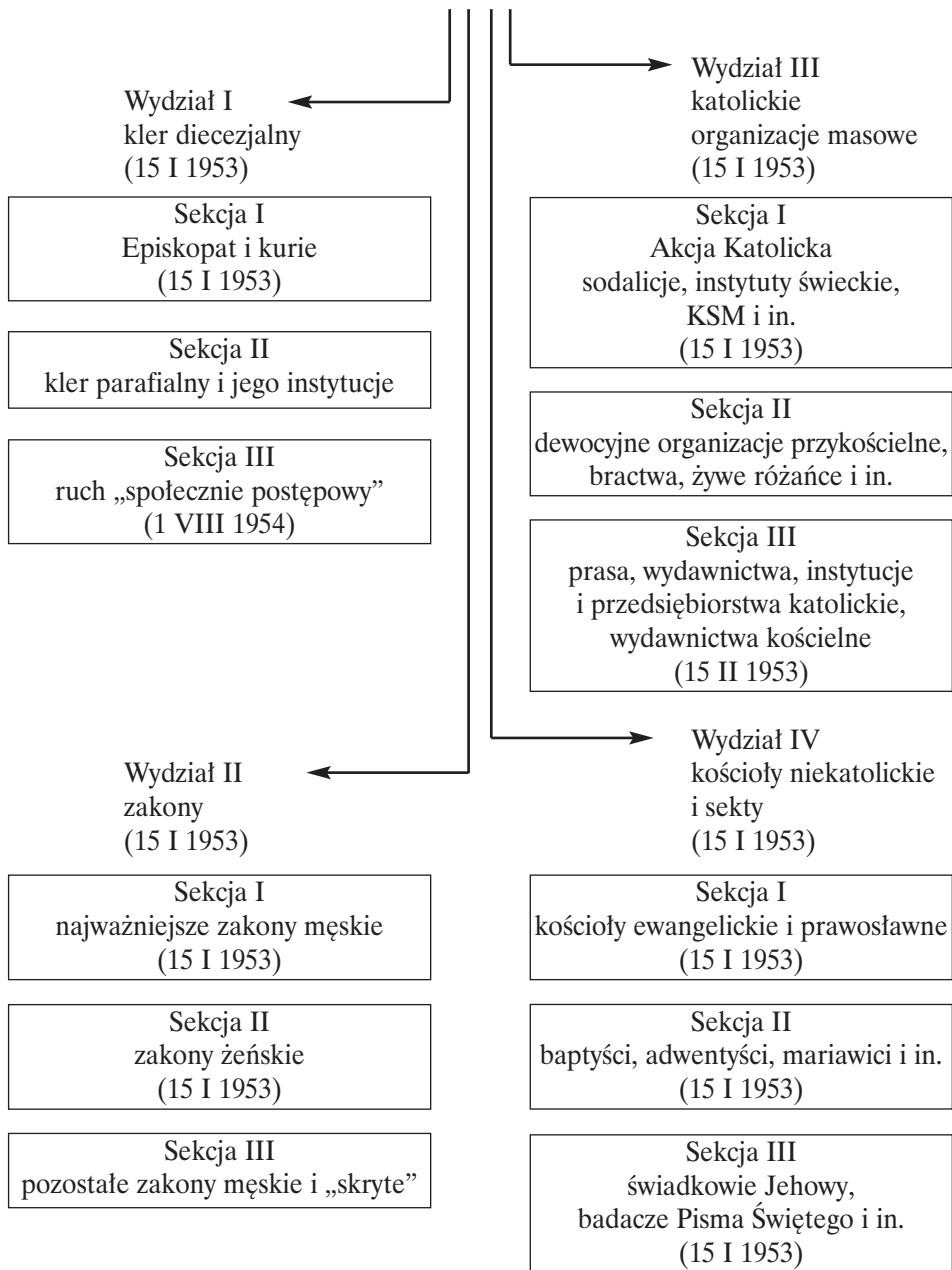 Wydział I
kler diecezjalny
(15 I 1953)
Sekcja I
Episkopat i kurie
(15 I 1953)
Sekcja II
kler parafialny i jego instytucje
Sekcja III
ruch „społecznie postępowy”
(1 VIII 1954)
Wydział II
zakony
(15 I 1953)
Sekcja I
najważniejsze zakony męskie
(15 I 1953)
Sekcja II
zakony żeńskie
(15 I 1953)
Sekcja III
pozostałe zakony męskie i „skryte”
Wydział III
katolickie
organizacje masowe
(15 I 1953)
Sekcja I
Akcja Katolicka
sodalicje, instytuty świeckie,
KSM i in.
(15 I 1953)
Sekcja II
dewocyjne organizacje przykościelne,
bractwa, żywe różańce i in.
Sekcja III
prasa, wydawnictwa, instytucje
i przedsiębiorstwa katolickie,
wydawnictwa kościelne
(15 II 1953)
Wydział IV
kościoły niekatolickie
i sekty
(15 I 1953)
Sekcja I
kościoły ewangelickie i prawosławne
(15 I 1953)
Sekcja II
baptyści, adwentyści, mariawici i in.
(15 I 1953)
Sekcja III
świadkowie Jehowy,
badacze Pisma Świętego i in.
(15 I 1953)